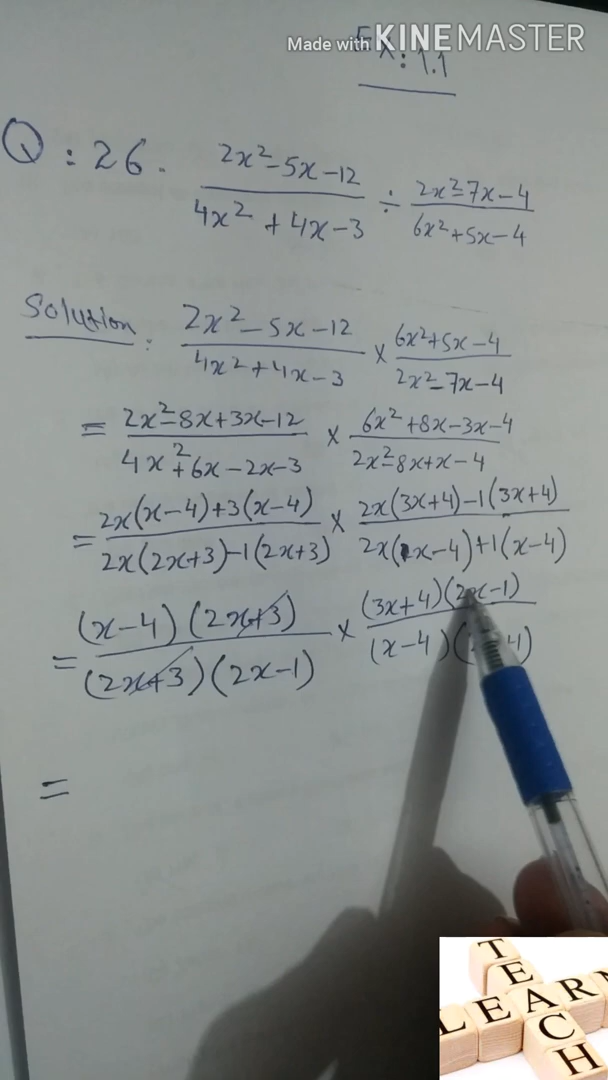 Made with KINEMASTER
Ex: 1.1
Q: 26. (2x²-5x-12)/(4x²+4x-3) ÷ (2x²-7x-4)/(6x²+5x-4)
Solution: (2x²-5x-12)/(4x²+4x-3) × (6x²+5x-4)/(2x²-7x-4)
= (2x²-8x+3x-12)/(4x²+6x-2x-3) × (6x²+8x-3x-4)/(2x²-8x+x-4)
= (2x(x-4)+3(x-4))/(2x(2x+3)-1(2x+3)) × (2x(3x+4)-1(3x+4))/(2x(x-4)+1(x-4))
= ((x-4)(2x+3))/((2x+3)(2x-1)) × ((3x+4)(2x-1))/((x-4)(
=
TEACH
LEARN